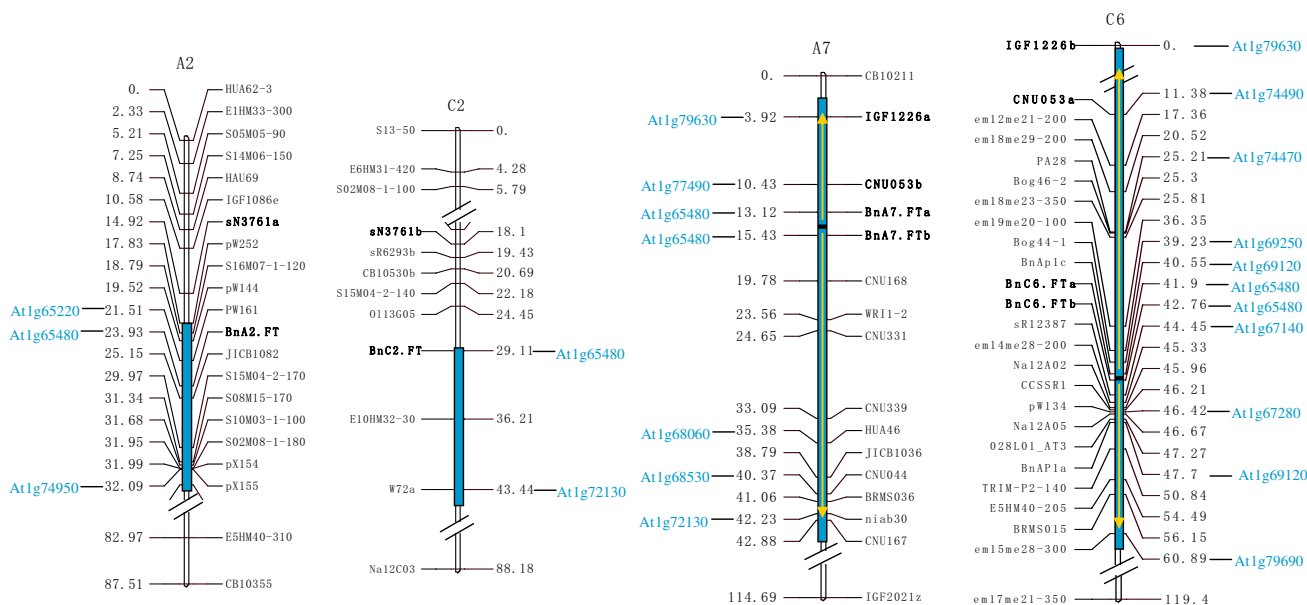 A2
0. HUA62-3
2.33 E1HM33-300
5.21 S05M05-90
7.25 S14M06-150
8.74 HAU69
10.58 IGF1086e
14.92 sN3761a
17.83 pW252
18.79 S16M07-1-120
19.52 pW144
At1g65220 21.51 PW161
At1g65480 23.93 BnA2.FT
25.15 JICB1082
29.97 S15M04-2-170
31.34 S08M15-170
31.68 S10M03-1-100
31.95 S02M08-1-180
31.99 pX154
At1g74950 32.09 pX155
82.97 E5HM40-310
87.51 CB10355
C2
S13-50 0.
E6HM31-420 4.28
S02M08-1-100 5.79
sN3761b 18.1
sR6293b 19.43
CB10530b 20.69
S15M04-2-140 22.18
O113G05 24.45
BnC2.FT 29.11 At1g65480
E10HM32-30 36.21
W72a 43.44 At1g72130
Na12C03 88.18
A7
0. CB10211
At1g79630 3.92 IGF1226a
At1g77490 10.43 CNU053b
At1g65480 13.12 BnA7.FTa
At1g65480 15.43 BnA7.FTb
19.78 CNU168
23.56 WRI1-2
24.65 CNU331
33.09 CNU339
At1g68060 35.38 HUA46
38.79 JICB1036
At1g68530 40.37 CNU044
41.06 BRMS036
At1g72130 42.23 niab30
42.88 CNU167
114.69 IGF2021z
C6
IGF1226b 0. At1g79630
CNU053a 11.38 At1g74490
em12me21-200 17.36
em18me29-200 20.52
PA28 25.21 At1g74470
Bog46-2 25.3
em18me23-350 25.81
em19me20-100 36.35
Bog44-1 39.23 At1g69250
BnAp1c 40.55 At1g69120
BnC6.FTa 41.9 At1g65480
BnC6.FTb 42.76 At1g65480
sR12387 44.45 At1g67140
em14me28-200 45.33
Na12A02 45.96
CCSSR1 46.21
pW134 46.42 At1g67280
Na12A05 46.67
028L01_AT3 47.27
BnAP1a 47.7 At1g69120
TRIM-P2-140 50.84
E5HM40-205 54.49
BRMS015 56.15
em15me28-300 60.89 At1g79690
em17me21-350 119.4